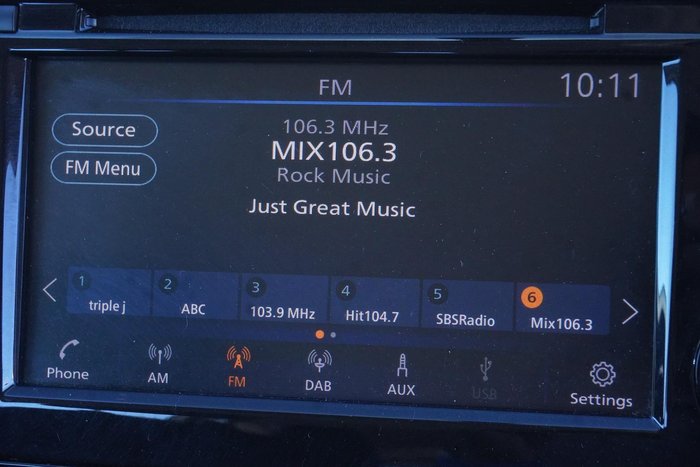 FM
10:11
Source
FM Menu
106.3 MHz
MIX106.3
Rock Music
Just Great Music
1 triple j
2 ABC
3 103.9 MHz
4 Hit104.7
5 SBSRadio
6 Mix106.3
Phone
AM
FM
DAB
AUX
USB
Settings